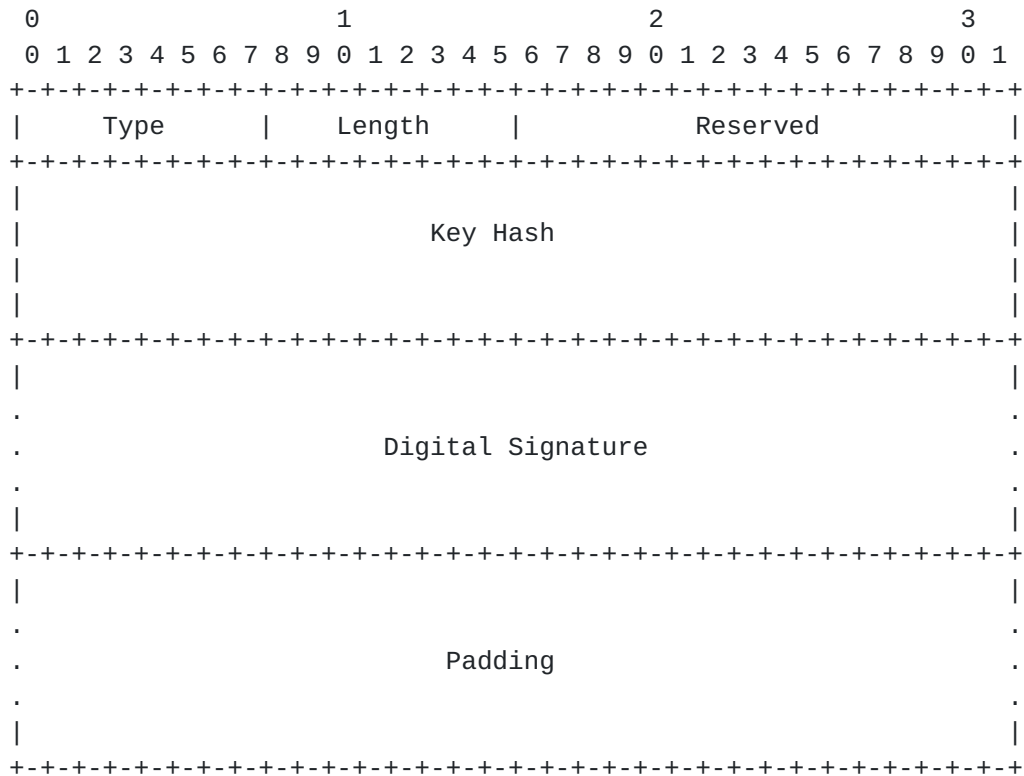 0                   1                   2                   3
 0 1 2 3 4 5 6 7 8 9 0 1 2 3 4 5 6 7 8 9 0 1 2 3 4 5 6 7 8 9 0 1
+-+-+-+-+-+-+-+-+-+-+-+-+-+-+-+-+-+-+-+-+-+-+-+-+-+-+-+-+-+-+-+-+
|     Type      |    Length     |           Reserved            |
+-+-+-+-+-+-+-+-+-+-+-+-+-+-+-+-+-+-+-+-+-+-+-+-+-+-+-+-+-+-+-+-+
|                                                               |
|                          Key Hash                             |
|                                                               |
|                                                               |
+-+-+-+-+-+-+-+-+-+-+-+-+-+-+-+-+-+-+-+-+-+-+-+-+-+-+-+-+-+-+-+-+
|                                                               |
.                                                               .
.                       Digital Signature                       .
.                                                               .
|                                                               |
+-+-+-+-+-+-+-+-+-+-+-+-+-+-+-+-+-+-+-+-+-+-+-+-+-+-+-+-+-+-+-+-+
|                                                               |
.                                                               .
.                           Padding                             .
.                                                               .
|                                                               |
+-+-+-+-+-+-+-+-+-+-+-+-+-+-+-+-+-+-+-+-+-+-+-+-+-+-+-+-+-+-+-+-+